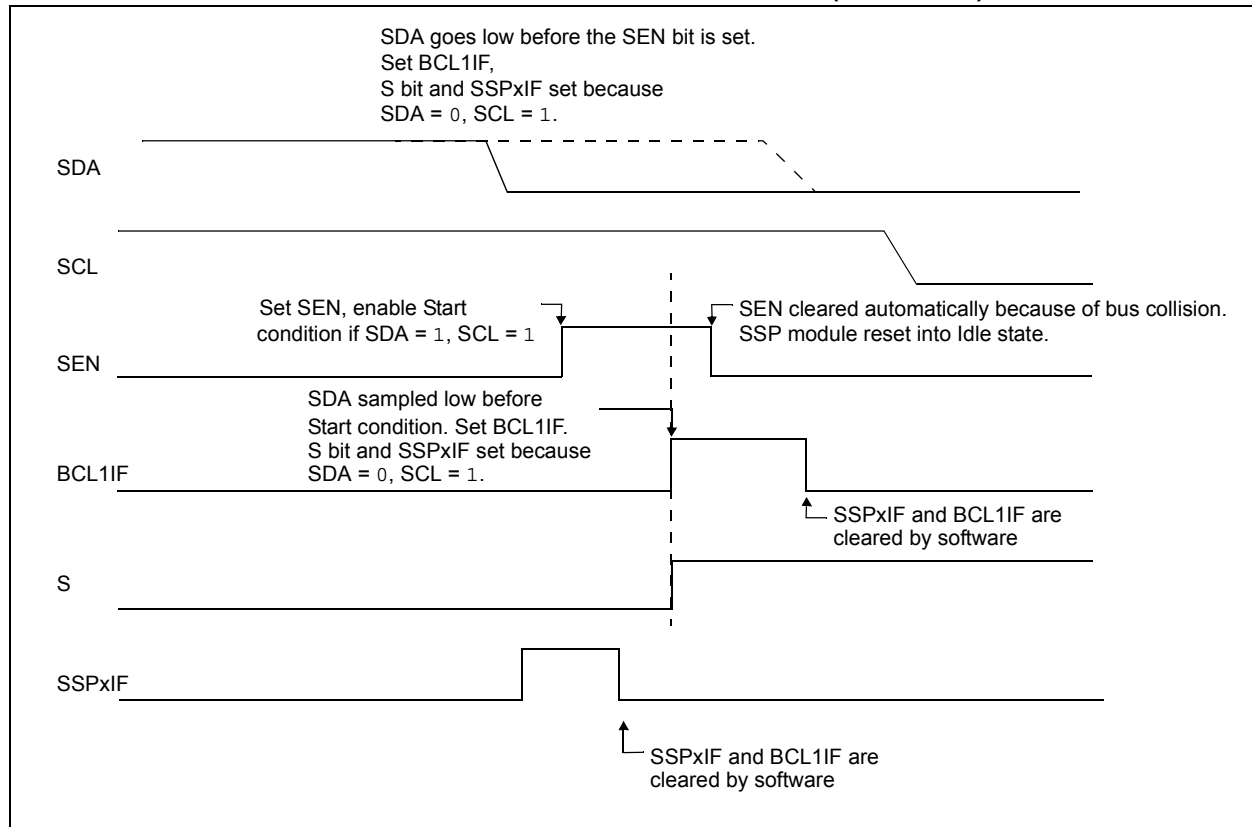 SDA goes low before the SEN bit is set.
Set BCL1IF,
S bit and SSPxIF set because
SDA = 0, SCL = 1.
SDA
SCL
Set SEN, enable Start
condition if SDA = 1, SCL = 1
SEN cleared automatically because of bus collision.
SSP module reset into Idle state.
SEN
SDA sampled low before
Start condition. Set BCL1IF.
S bit and SSPxIF set because
SDA = 0, SCL = 1.
BCL1IF
SSPxIF and BCL1IF are
cleared by software
S
SSPxIF
SSPxIF and BCL1IF are
cleared by software